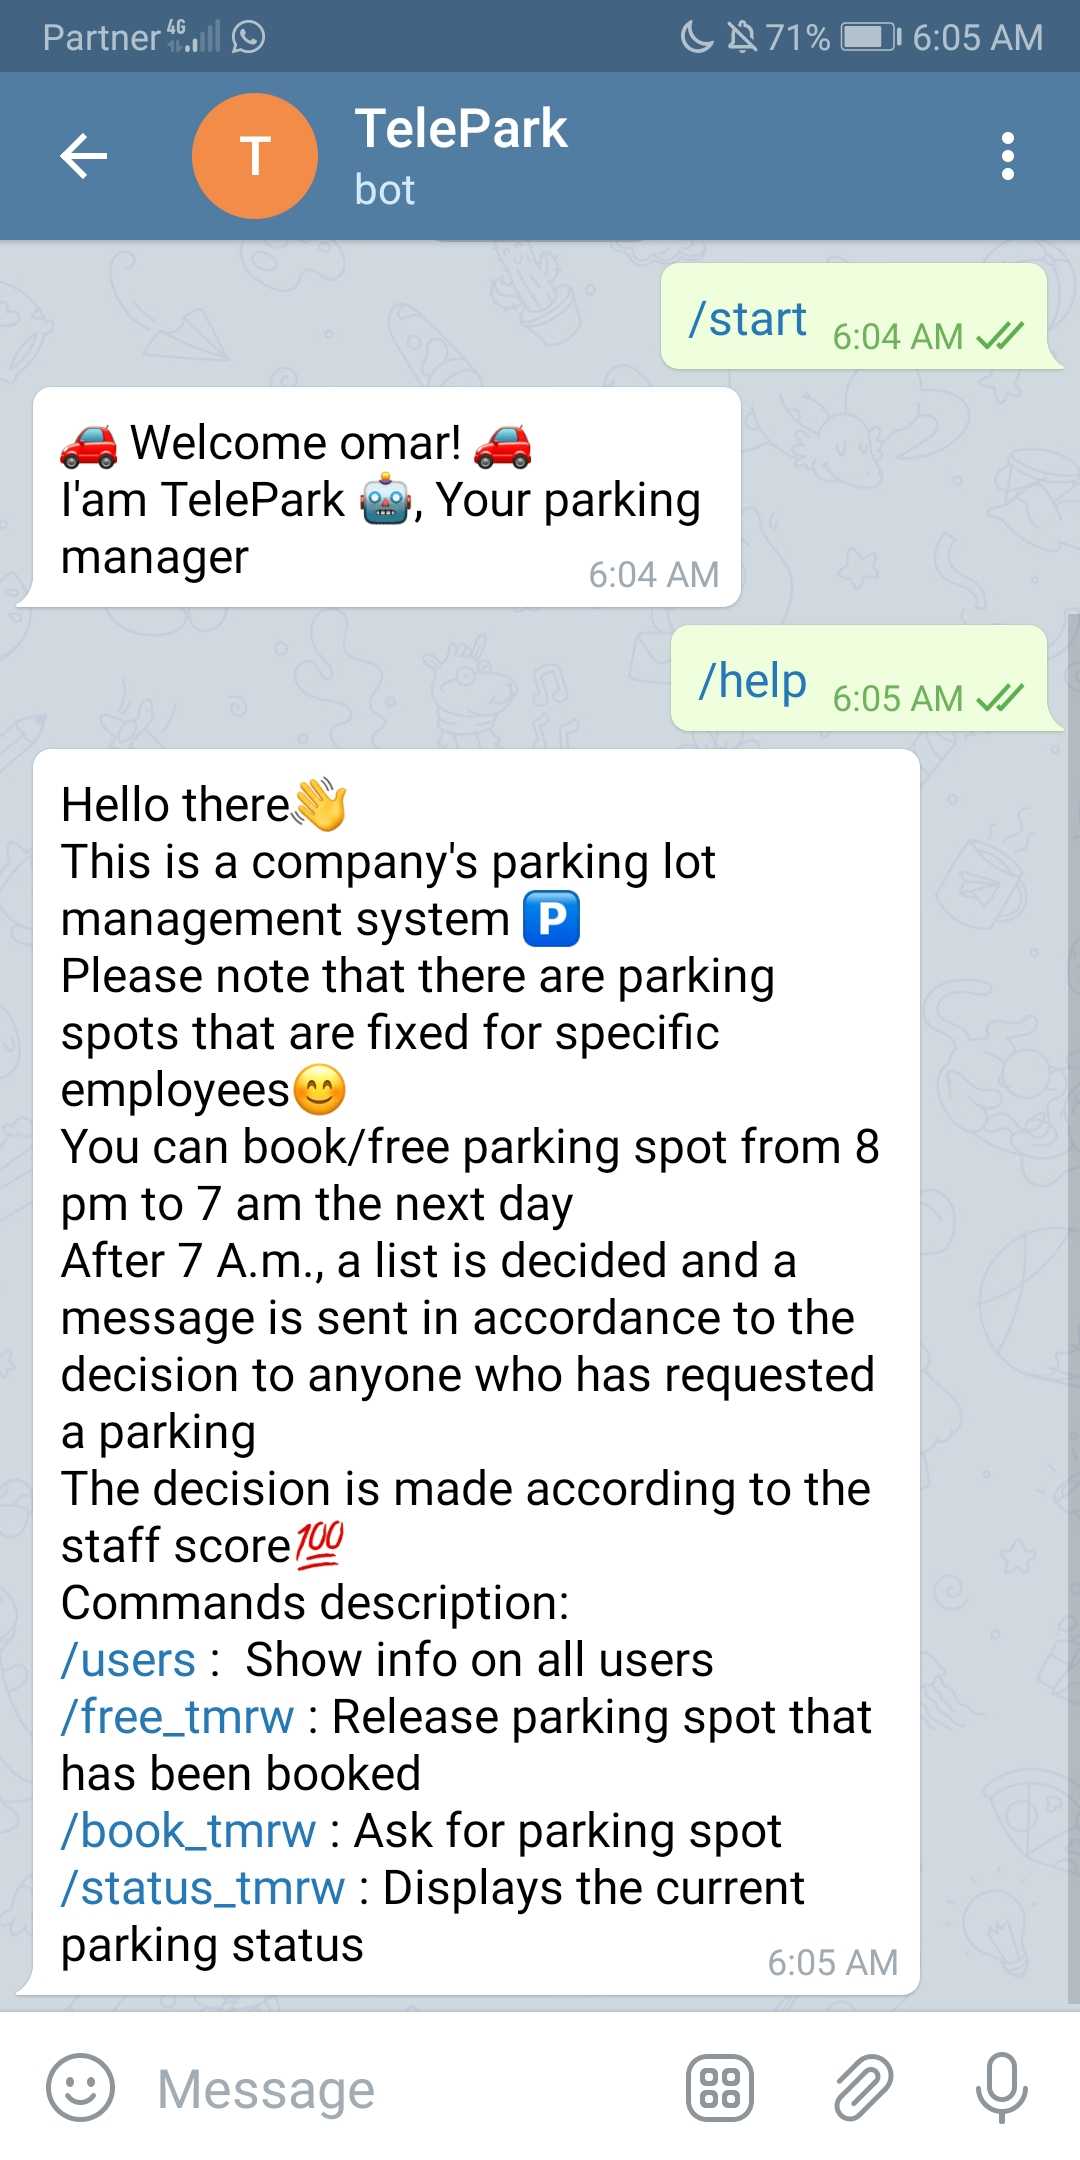 Partner 4G 71% 6:05 AM
T
TelePark
bot
/start 6:04 AM
🚗 Welcome omar! 🚗
I'am TelePark 🤖, Your parking
manager
6:04 AM
/help 6:05 AM
Hello there👋
This is a company's parking lot
management system 🅿️
Please note that there are parking
spots that are fixed for specific
employees😊
You can book/free parking spot from 8
pm to 7 am the next day
After 7 A.m., a list is decided and a
message is sent in accordance to the
decision to anyone who has requested
a parking
The decision is made according to the
staff score💯
Commands description:
/users :  Show info on all users
/free_tmrw : Release parking spot that
has been booked
/book_tmrw : Ask for parking spot
/status_tmrw : Displays the current
parking status
6:05 AM
Message